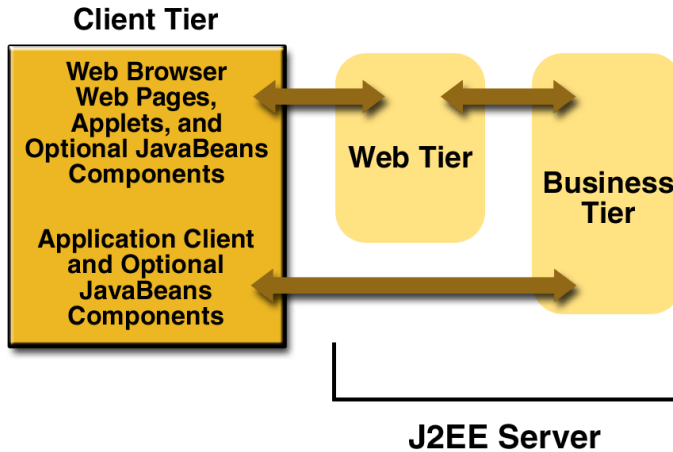 Client Tier
Web Browser
Web Pages,
Applets, and
Optional JavaBeans
Components
Application Client
and Optional
JavaBeans
Components
Web Tier
Business
Tier
J2EE Server